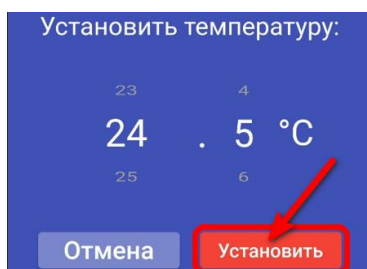 Установить температуру:
23 4
24 . 5 °C
25 6
Отмена Установить